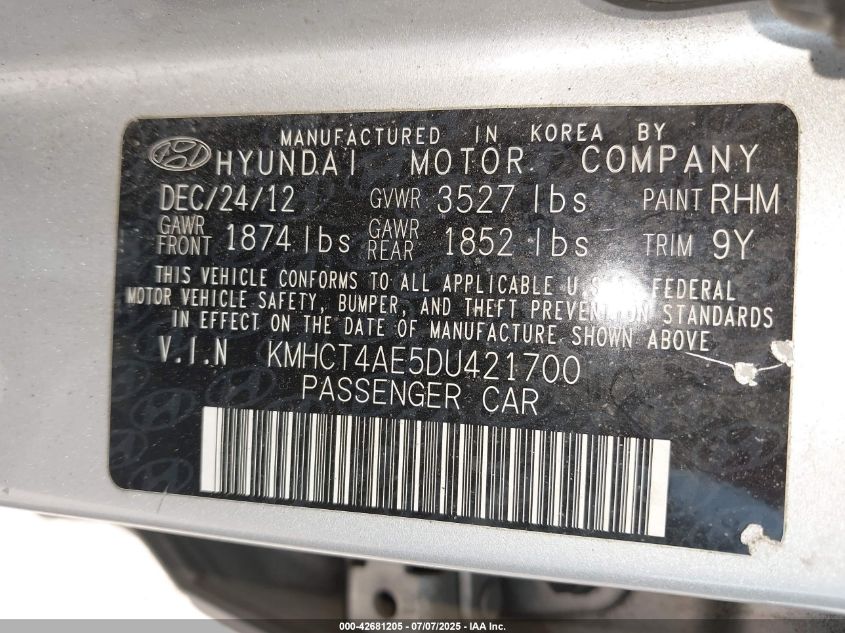 MANUFACTURED IN KOREA BY
HYUNDAI MOTOR COMPANY
DEC/24/12 GVWR 3527 lbs PAINT RHM
GAWR FRONT 1874 lbs GAWR REAR 1852 lbs TRIM 9Y
THIS VEHICLE CONFORMS TO ALL APPLICABLE U.S. FEDERAL
MOTOR VEHICLE SAFETY, BUMPER, AND THEFT PREVENTION STANDARDS
IN EFFECT ON THE DATE OF MANUFACTURE SHOWN ABOVE
V.I.N KMHCT4AE5DU421700
PASSENGER CAR
000-42681205 - 07/07/2025 - IAA Inc.